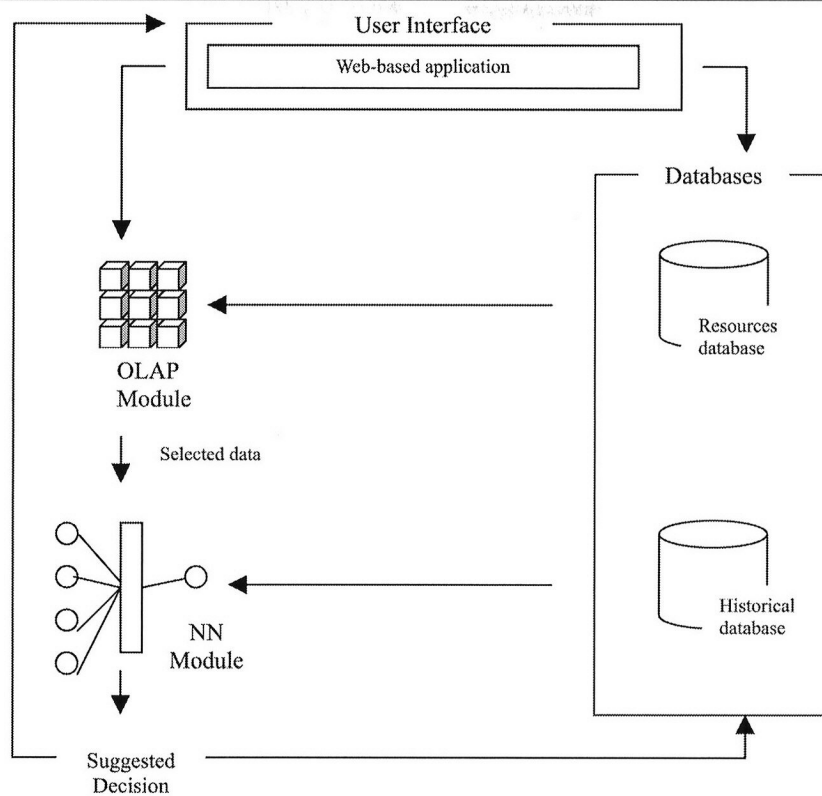 User Interface
Web-based application
Databases
Resources
database
OLAP
Module
Selected data
Historical
database
NN
Module
Suggested
Decision